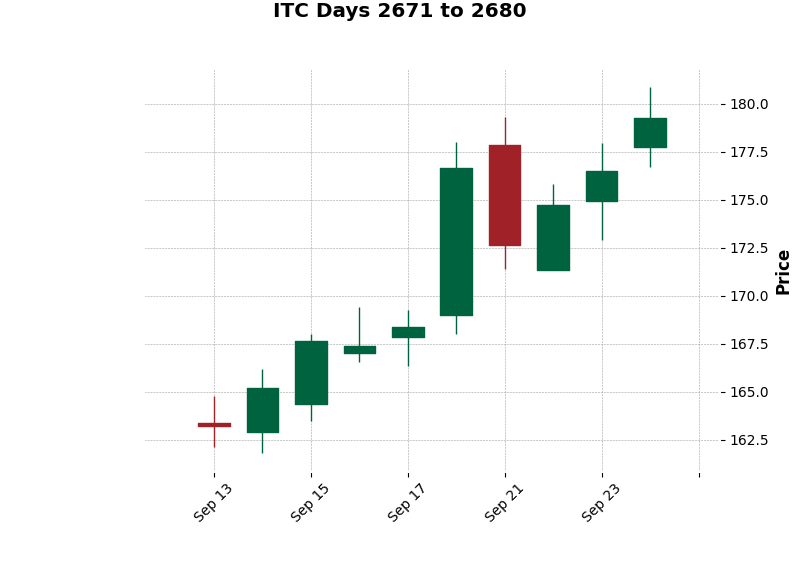 ITC Days 2671 to 2680
180.0
177.5
175.0
172.5
170.0
167.5
165.0
162.5
Price
Sep 13
Sep 15
Sep 17
Sep 21
Sep 23